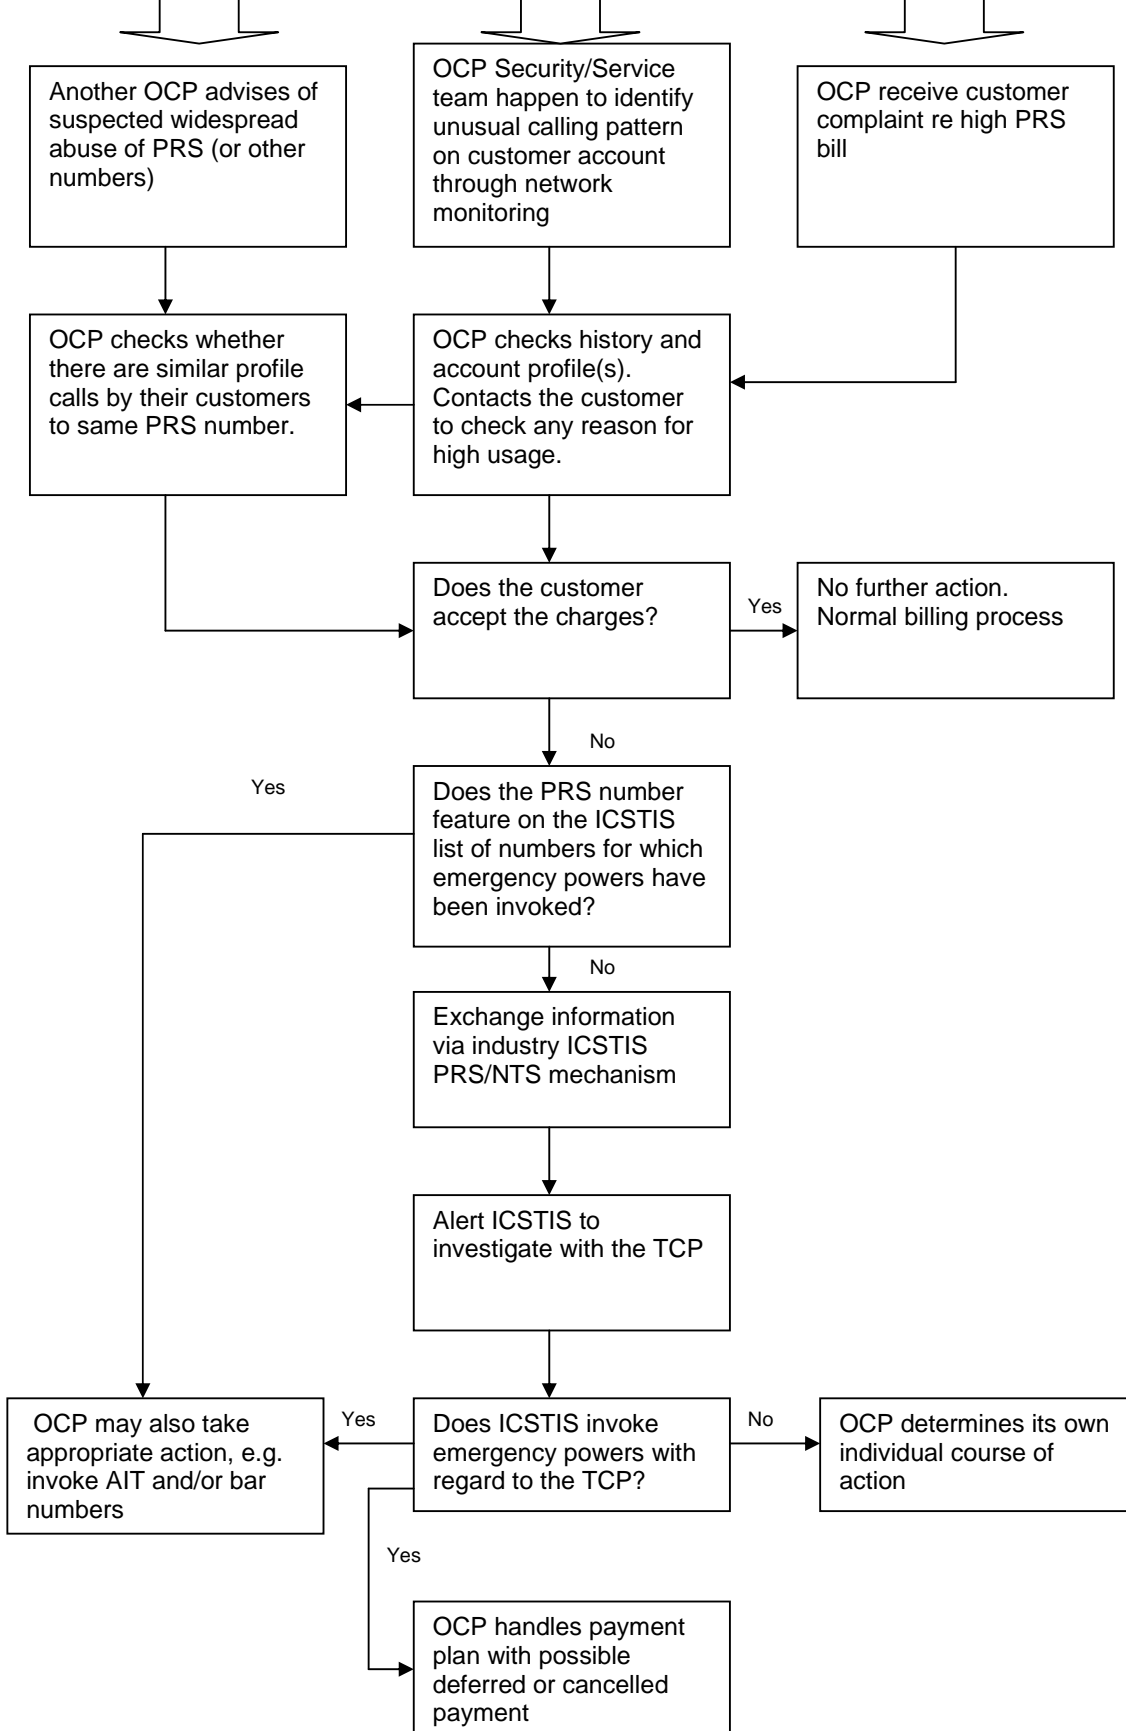 Another OCP advises of
suspected widespread
abuse of PRS (or other
numbers)
OCP Security/Service
team happen to identify
unusual calling pattern
on customer account
through network
monitoring
OCP receive customer
complaint re high PRS
bill
OCP checks whether
there are similar profile
calls by their customers
to same PRS number.
OCP checks history and
account profile(s).
Contacts the customer
to check any reason for
high usage.
Does the customer
accept the charges?
Yes
No further action.
Normal billing process
No
Yes
Does the PRS number
feature on the ICSTIS
list of numbers for which
emergency powers have
been invoked?
No
Exchange information
via industry ICSTIS
PRS/NTS mechanism
Alert ICSTIS to
investigate with the TCP
OCP may also take
appropriate action, e.g.
invoke AIT and/or bar
numbers
Yes
Does ICSTIS invoke
emergency powers with
regard to the TCP?
No
OCP determines its own
individual course of
action
Yes
OCP handles payment
plan with possible
deferred or cancelled
payment